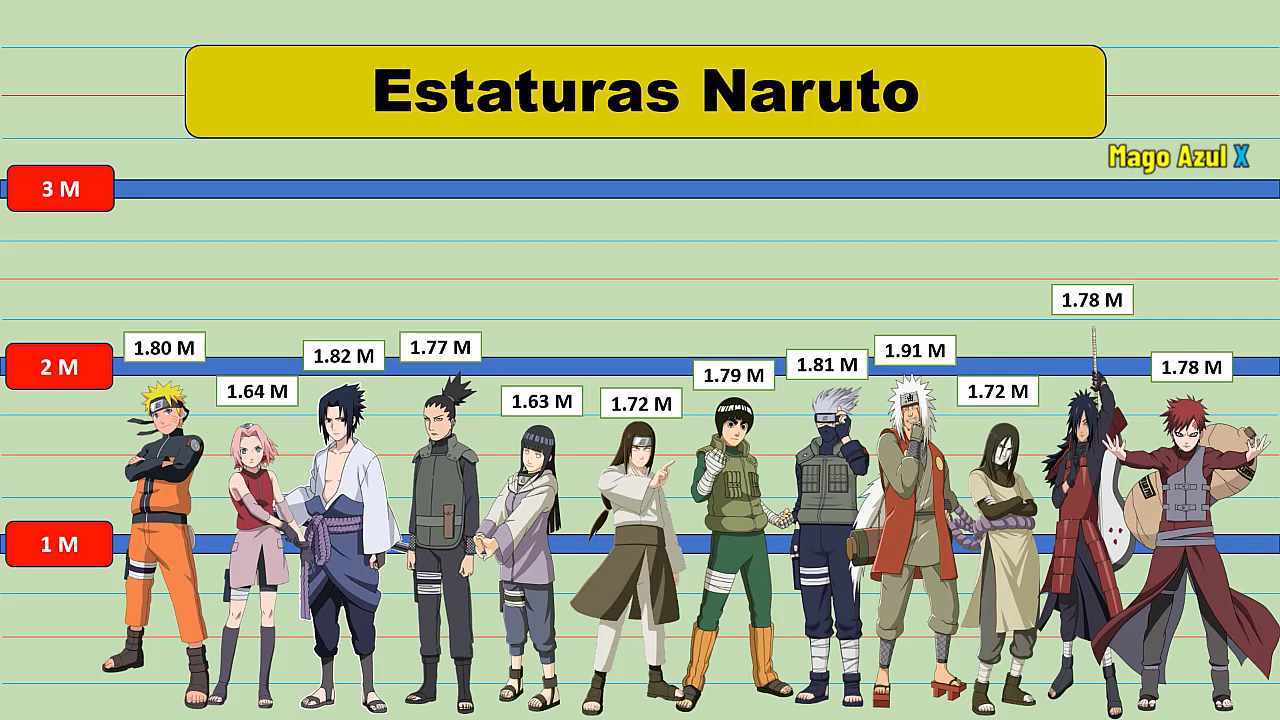 Estaturas Naruto
Mago Azul X
3 M
1.78 M
2 M
1.80 M
1.64 M
1.82 M
1.77 M
1.63 M
1.72 M
1.79 M
1.81 M
1.91 M
1.72 M
1.78 M
1 M